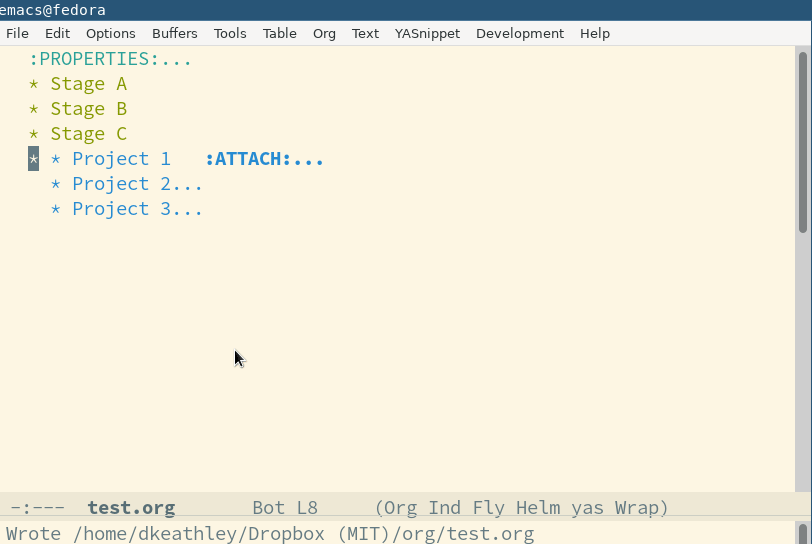 emacs@fedora
File Edit Options Buffers Tools Table Org Text YASnippet Development Help
:PROPERTIES:...
* Stage A
* Stage B
* Stage C
* * Project 1 :ATTACH:...
* Project 2...
* Project 3...
-:--- test.org Bot L8 (Org Ind Fly Helm yas Wrap)
Wrote /home/dkeathley/Dropbox (MIT)/org/test.org